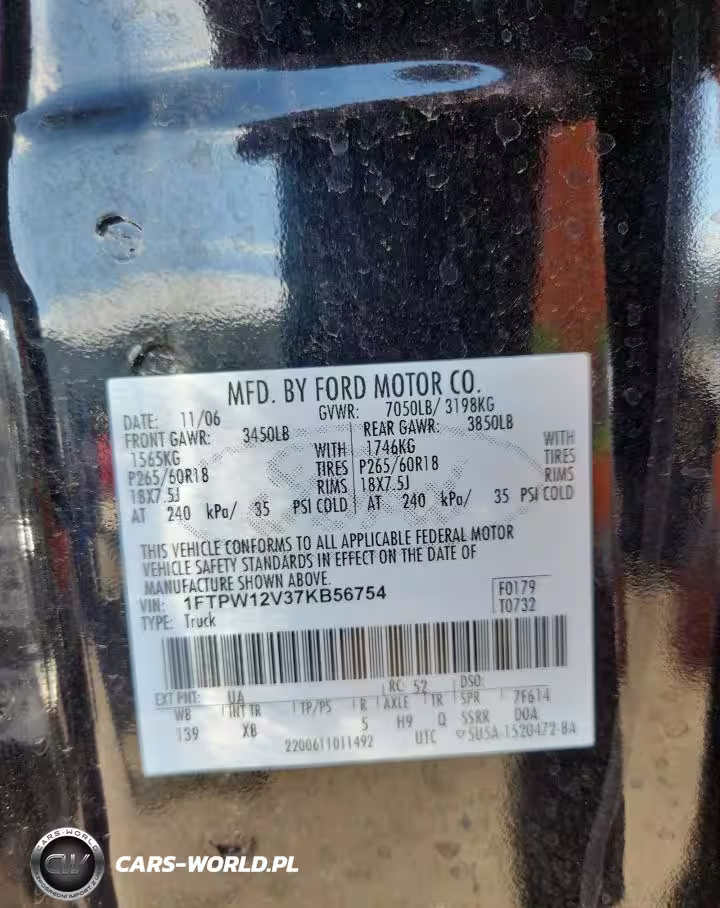 MFD. BY FORD MOTOR CO.
DATE: 11/06 GVWR: 7050LB/ 3198KG
FRONT GAWR: 3450LB REAR GAWR: 3850LB
1565KG WITH 1746KG WITH
P265/60R18 TIRES P265/60R18 TIRES
18X7.5J RIMS 18X7.5J RIMS
AT 240 kPa/ 35 PSI COLD AT 240 kPa/ 35 PSI COLD
THIS VEHICLE CONFORMS TO ALL APPLICABLE FEDERAL MOTOR
VEHICLE SAFETY STANDARDS IN EFFECT ON THE DATE OF
MANUFACTURE SHOWN ABOVE.
VIN: 1FTPW12V37KB56754 F0179
TYPE: Truck T0732
EXT PNT: UA RC: 52 DSO:
WB INT TR TP/PS R AXLE TR SPR 7F614
139 XB 5 H9 Q SSRR DOA
2200611011492 UTC 5U5A-1520472-BA
CARS-WORLD
CW
CARS-WORLD.PL